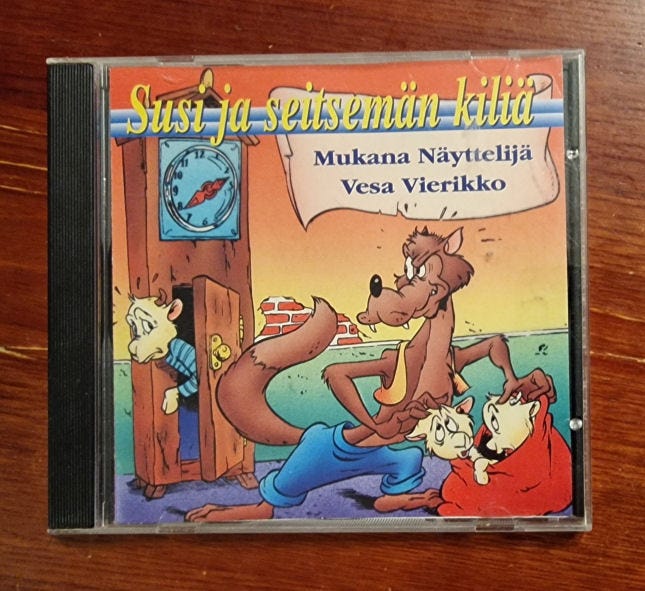 Susi ja seitsemän kiliä
Mukana Näyttelijä
Vesa Vierikko